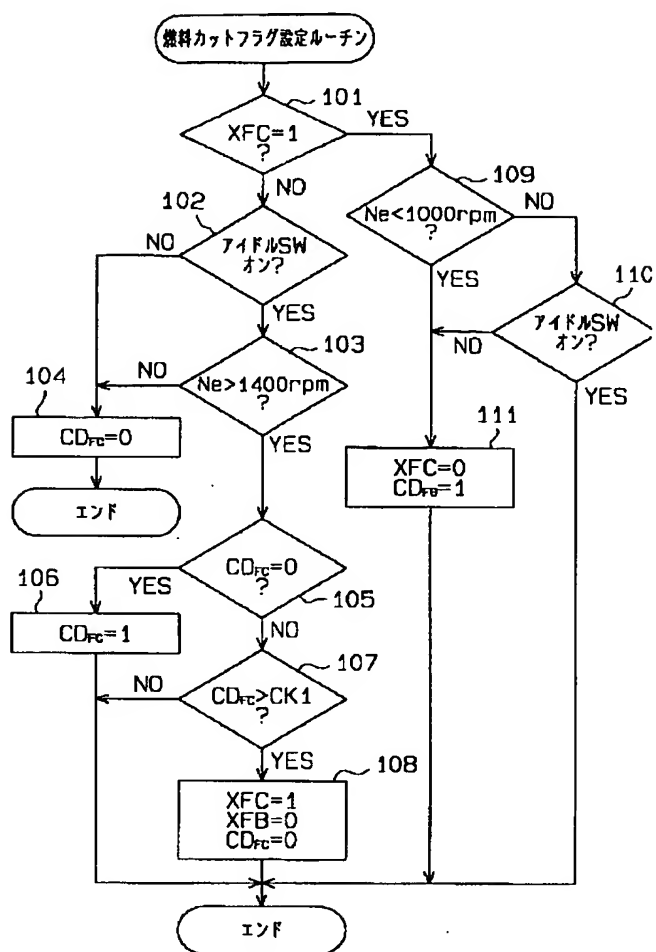 燃料カットフラグ設定ルーチン
101
XFC=1
?
YES
NO
109
Ne<1000rpm
?
NO
YES
102
アイドルSW
オン?
NO
YES
110
アイドルSW
オン?
NO
YES
103
Ne>1400rpm
?
NO
YES
104
CDFC=0
エンド
111
XFC=0
CDFB=1
CDFC=0
?
YES
105
NO
106
CDFC=1
107
CDFC>CK1
?
NO
YES
108
XFC=1
XFB=0
CDFC=0
エンド